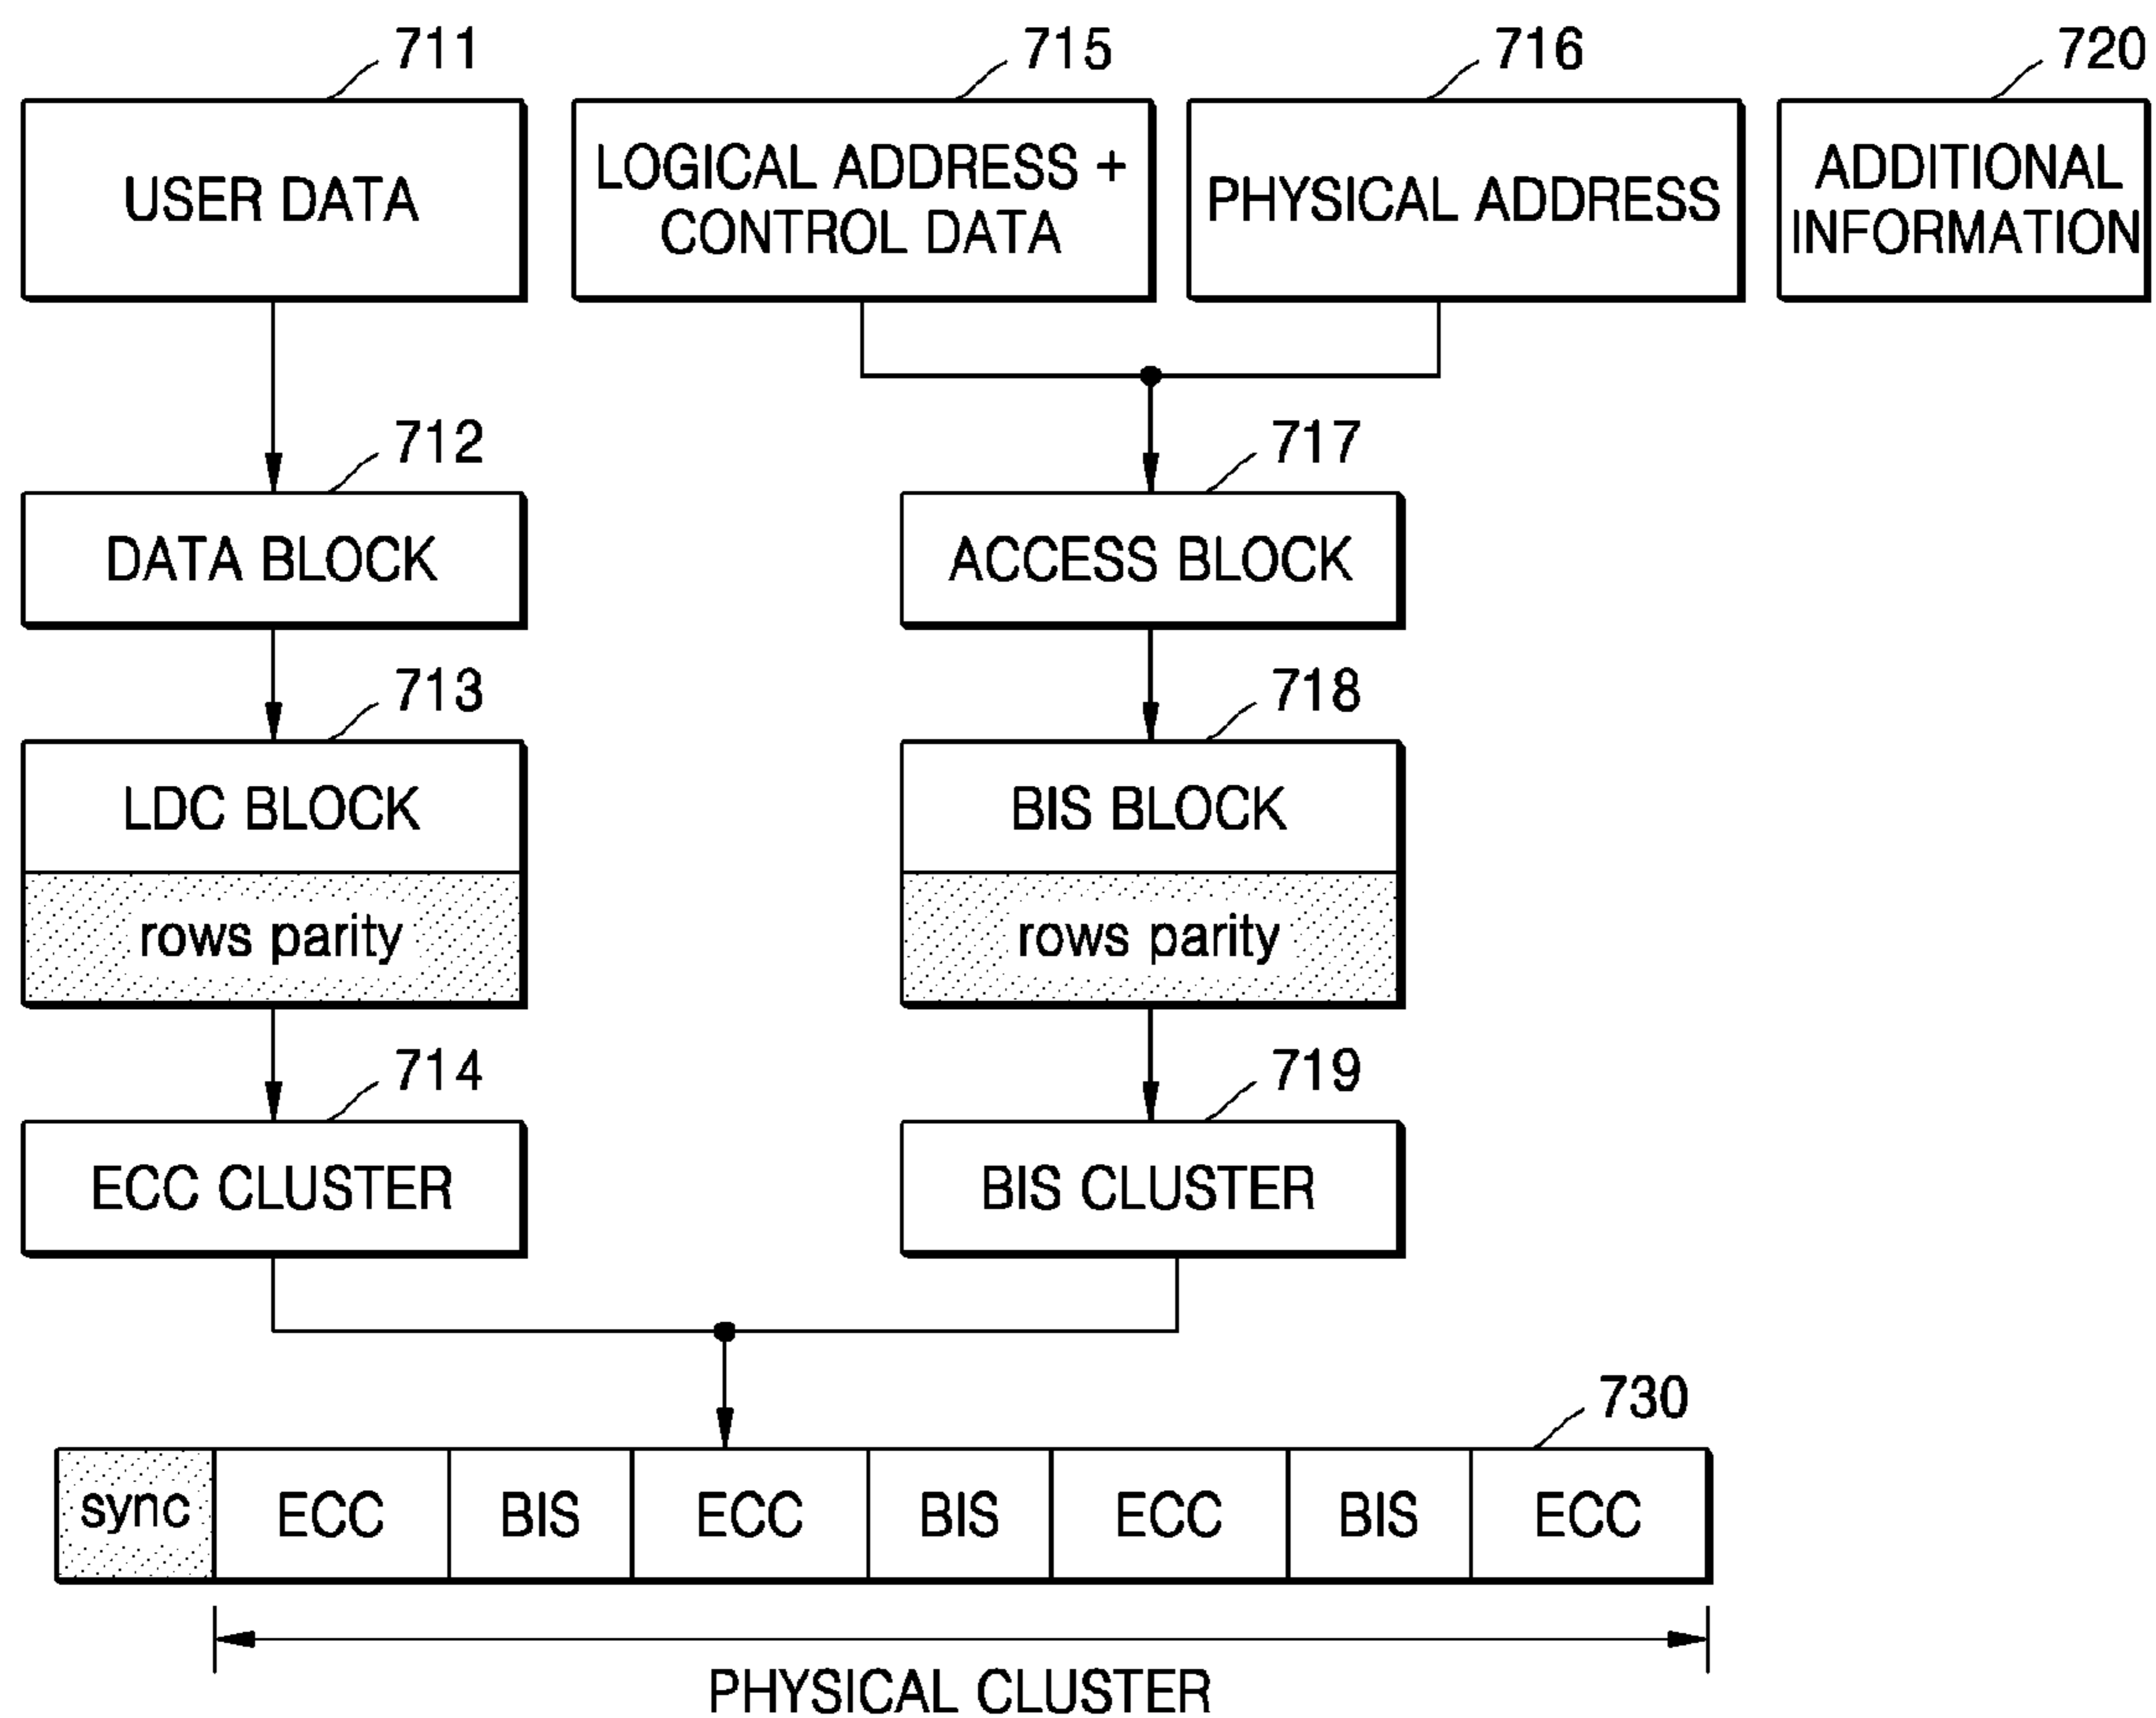 711
715
716
720
USER DATA
LOGICAL ADDRESS +
CONTROL DATA
PHYSICAL ADDRESS
ADDITIONAL
INFORMATION
712
717
DATA BLOCK
ACCESS BLOCK
713
718
LDC BLOCK
BIS BLOCK
rows parity
rows parity
714
719
ECC CLUSTER
BIS CLUSTER
730
sync ECC BIS ECC BIS ECC BIS ECC
PHYSICAL CLUSTER